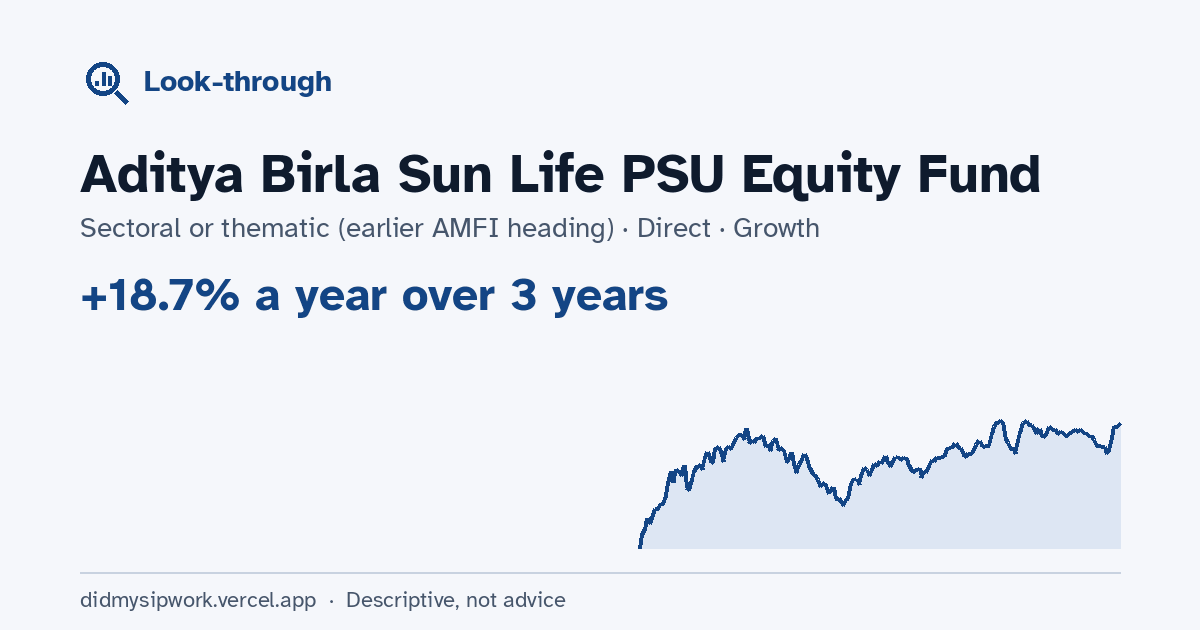 Look-through
Aditya Birla Sun Life PSU Equity Fund
Sectoral or thematic (earlier AMFI heading) · Direct · Growth
+18.7% a year over 3 years
didmysipwork.vercel.app · Descriptive, not advice